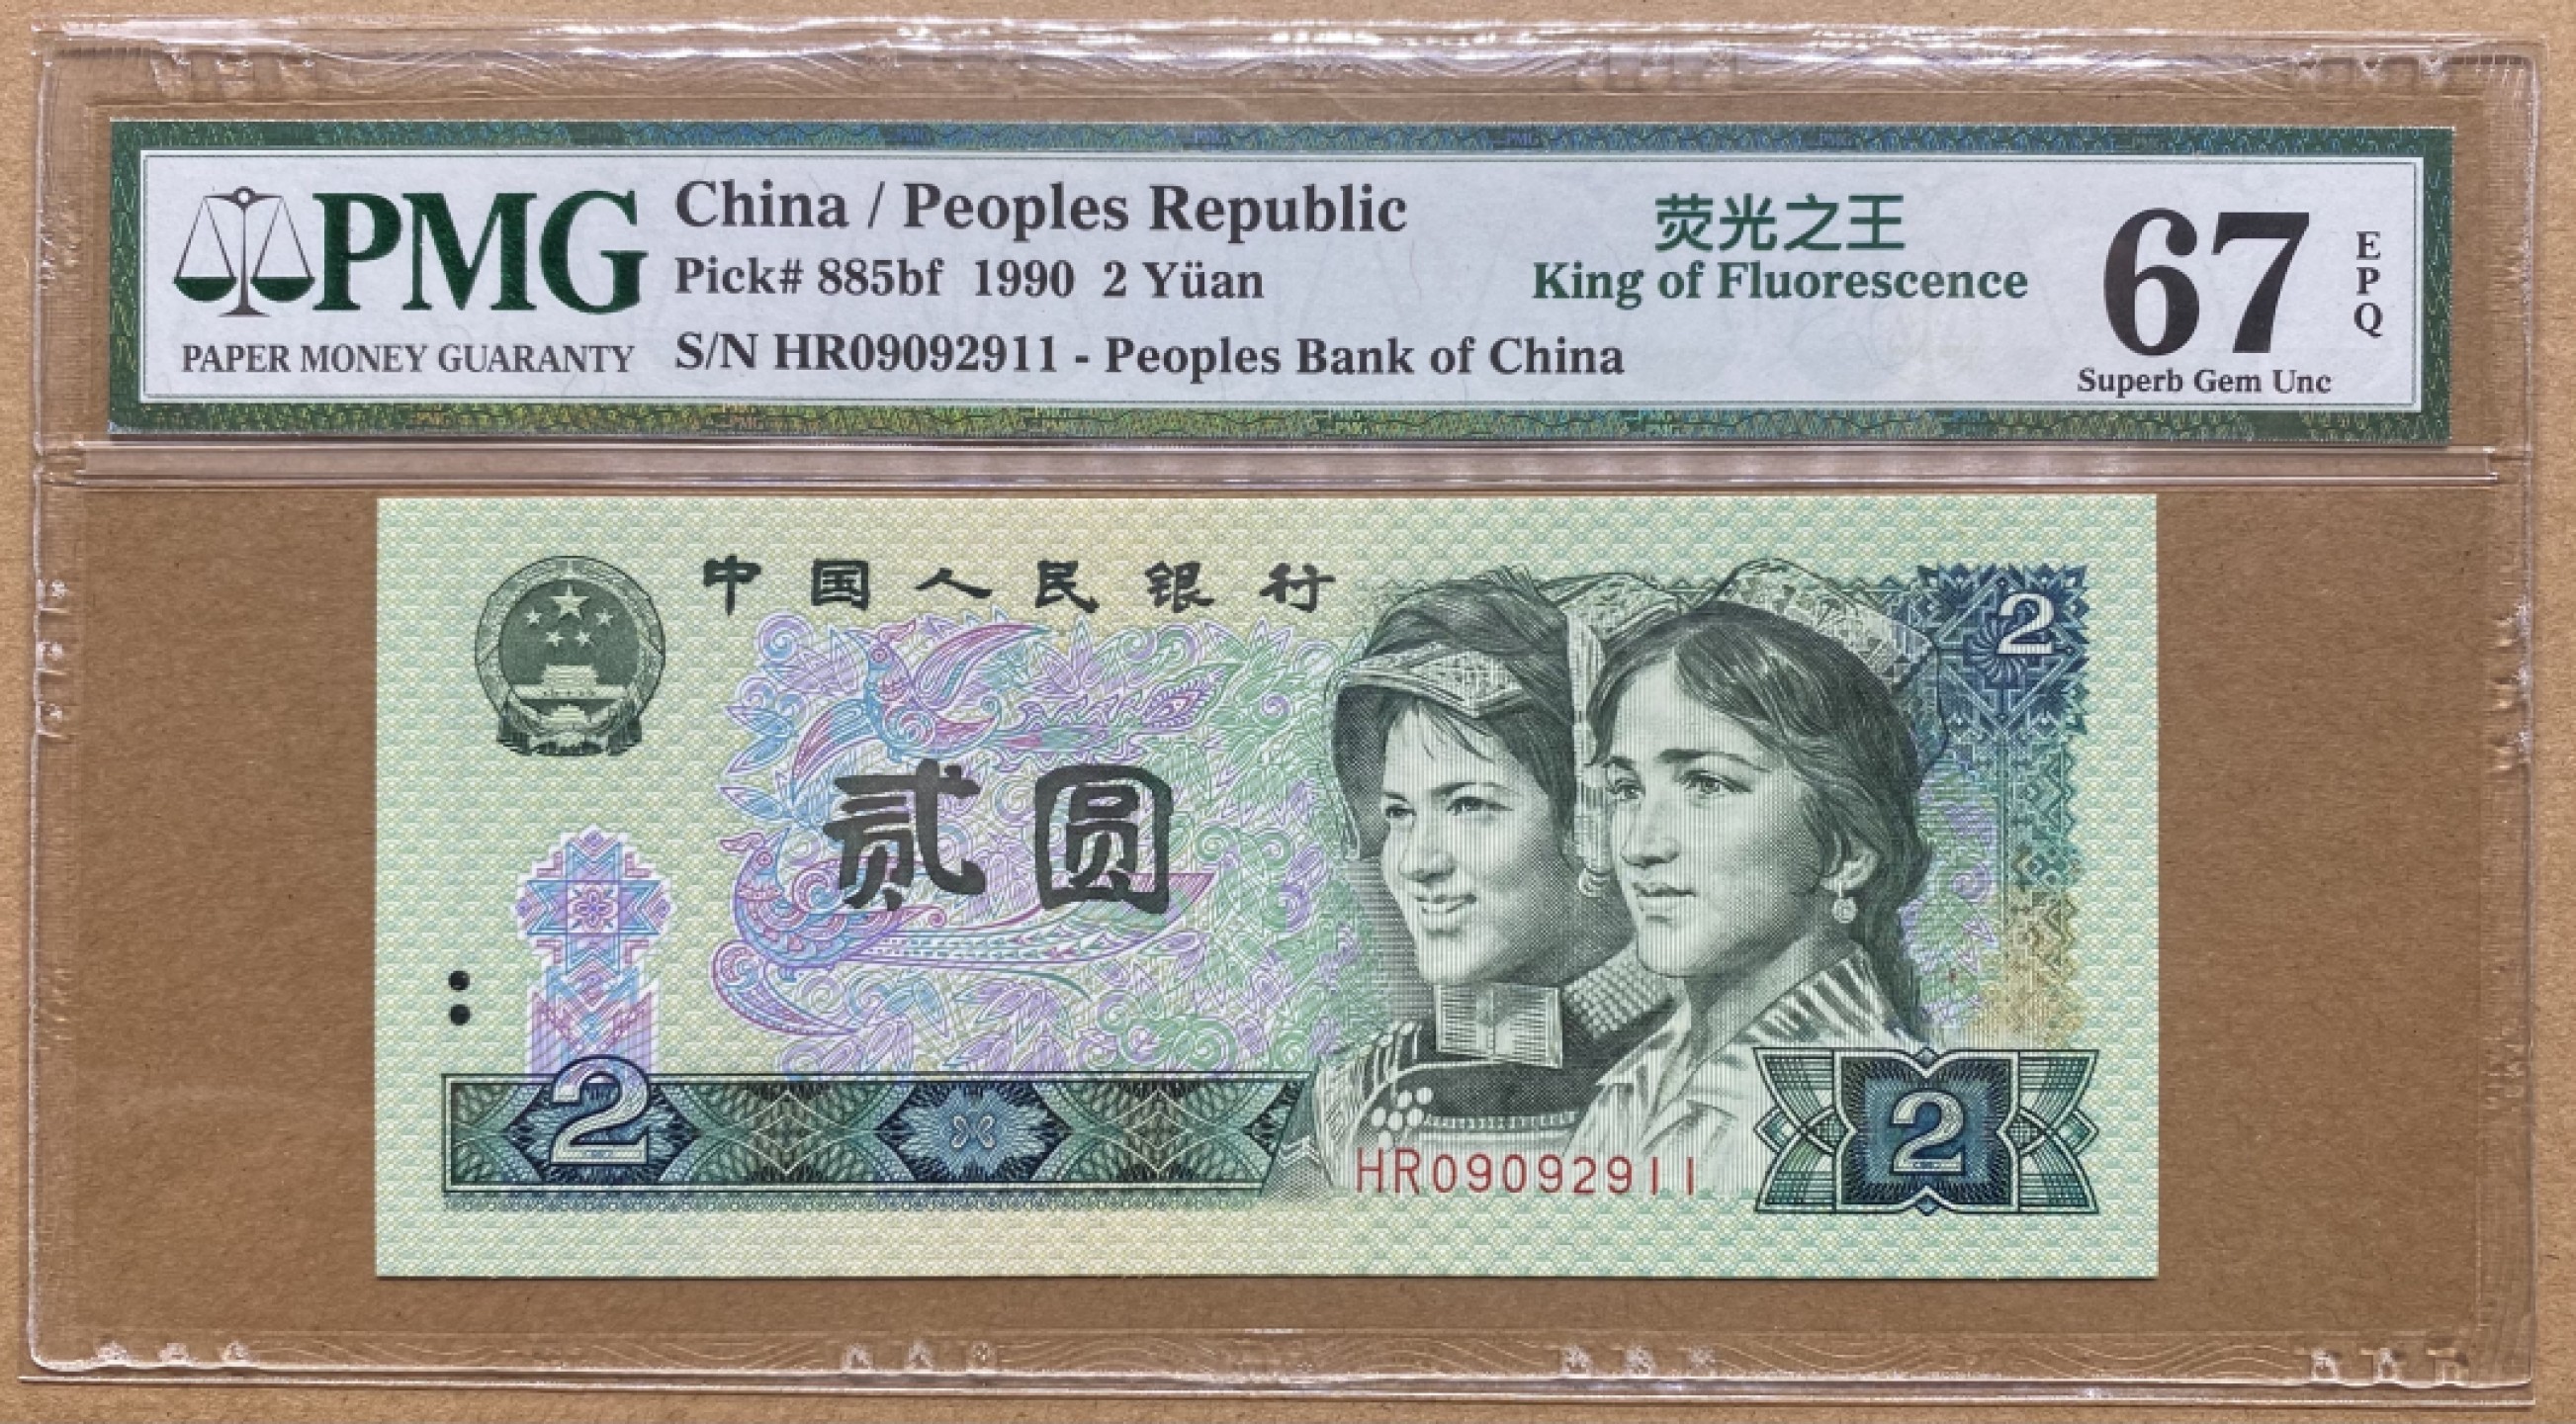 PMG
PAPER MONEY GUARANTY
China / Peoples Republic
Pick# 885bf 1990 2 Yüan
S/N HR09092911 - Peoples Bank of China
荧光之王
King of Fluorescence
67
EPQ
Superb Gem Unc
中国人民银行
2
贰圆
2
2
HR09092911